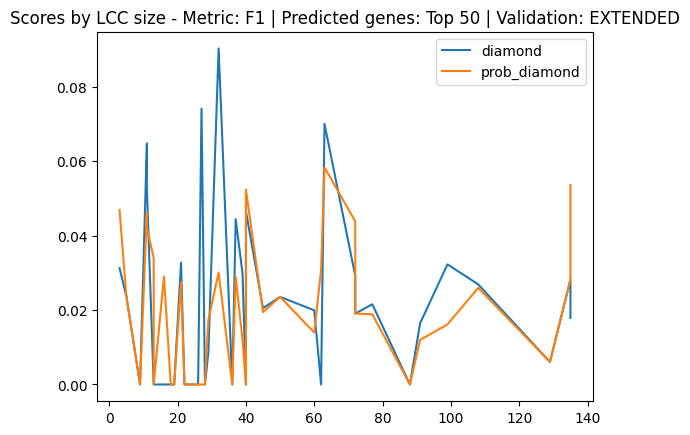 Scores by LCC size - Metric: F1 | Predicted genes: Top 50 | Validation: EXTENDED
diamond
prob_diamond
0.08
0.06
0.04
0.02
0.00
0 20 40 60 80 100 120 140